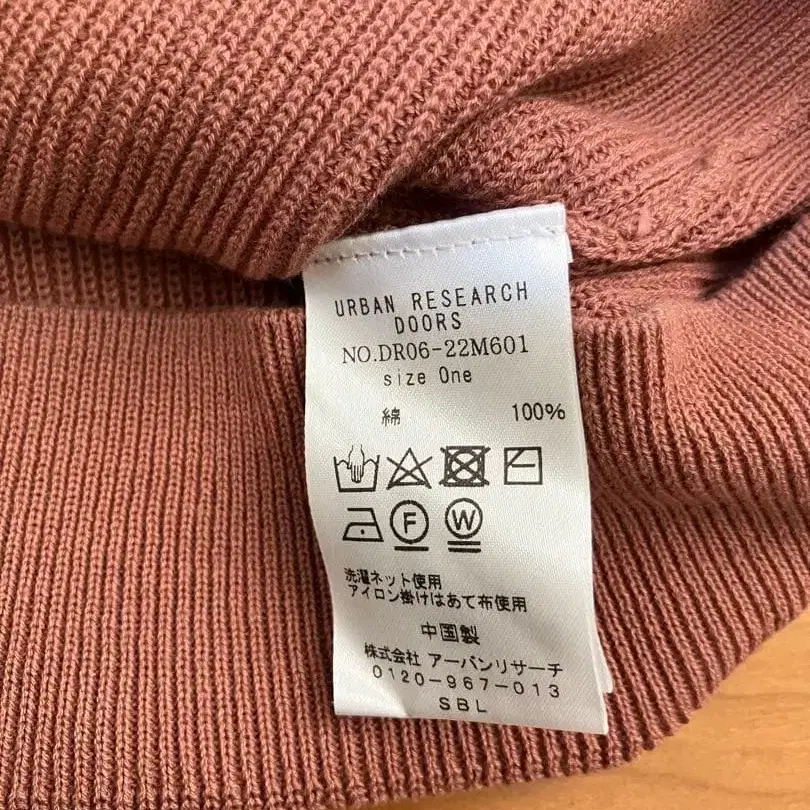 URBAN RESEARCH
DOORS
NO.DR06-22M601
size One
綿 100%
F W
洗濯ネット使用
アイロン掛けはあて布使用
中国製
株式会社 アーバンリサーチ
0120-967-013
SBL